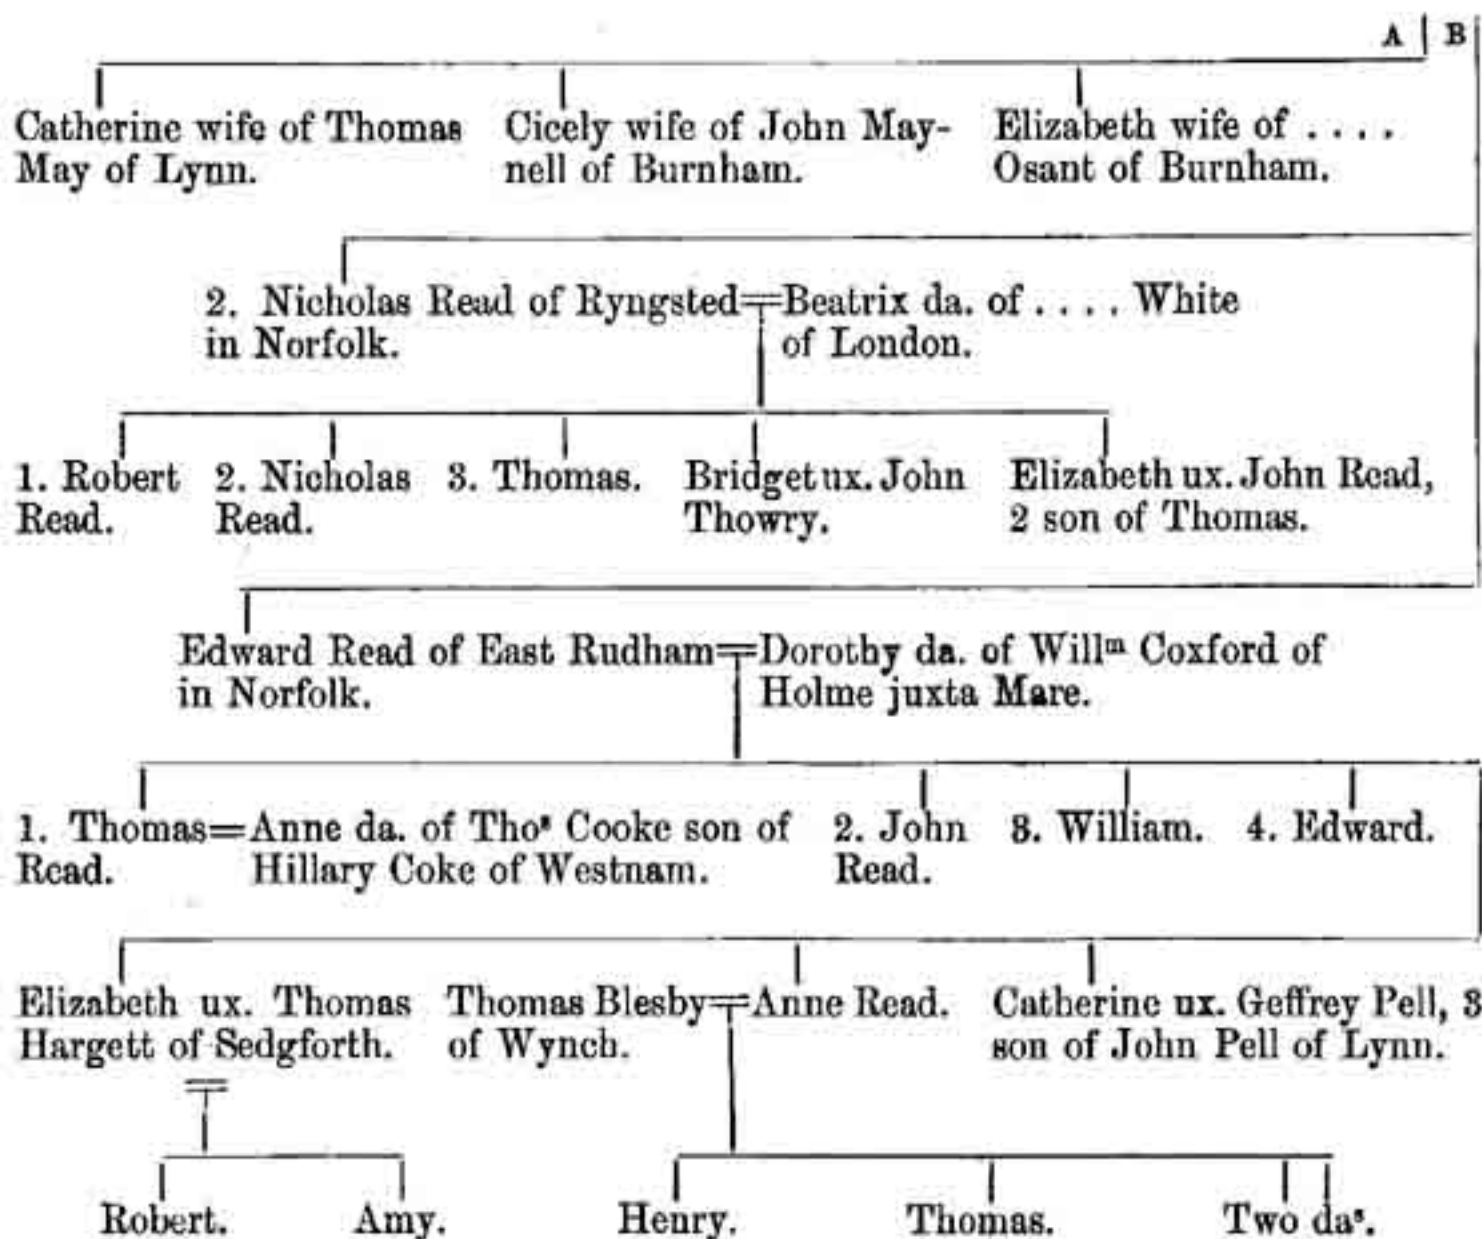 A | B
Catherine wife of Thomas
May of Lynn.
Cicely wife of John May-
nell of Burnham.
Elizabeth wife of ....
Osant of Burnham.
2. Nicholas Read of Ryngsted
in Norfolk.
Beatrix da. of .... White
of London.
1. Robert
Read.
2. Nicholas
Read.
3. Thomas.
Bridget ux. John
Thowry.
Elizabeth ux. John Read,
2 son of Thomas.
Edward Read of East Rudham
in Norfolk.
Dorothy da. of Willᵐ Coxford of
Holme juxta Mare.
1. Thomas
Read.
Anne da. of Thoˢ Cooke son of
Hillary Coke of Westnam.
2. John
Read.
3. William.
4. Edward.
Elizabeth ux. Thomas
Hargett of Sedgforth.
Thomas Blesby
of Wynch.
Anne Read.
Catherine ux. Geffrey Pell, 3
son of John Pell of Lynn.
Robert.
Amy.
Henry.
Thomas.
Two daˢ.